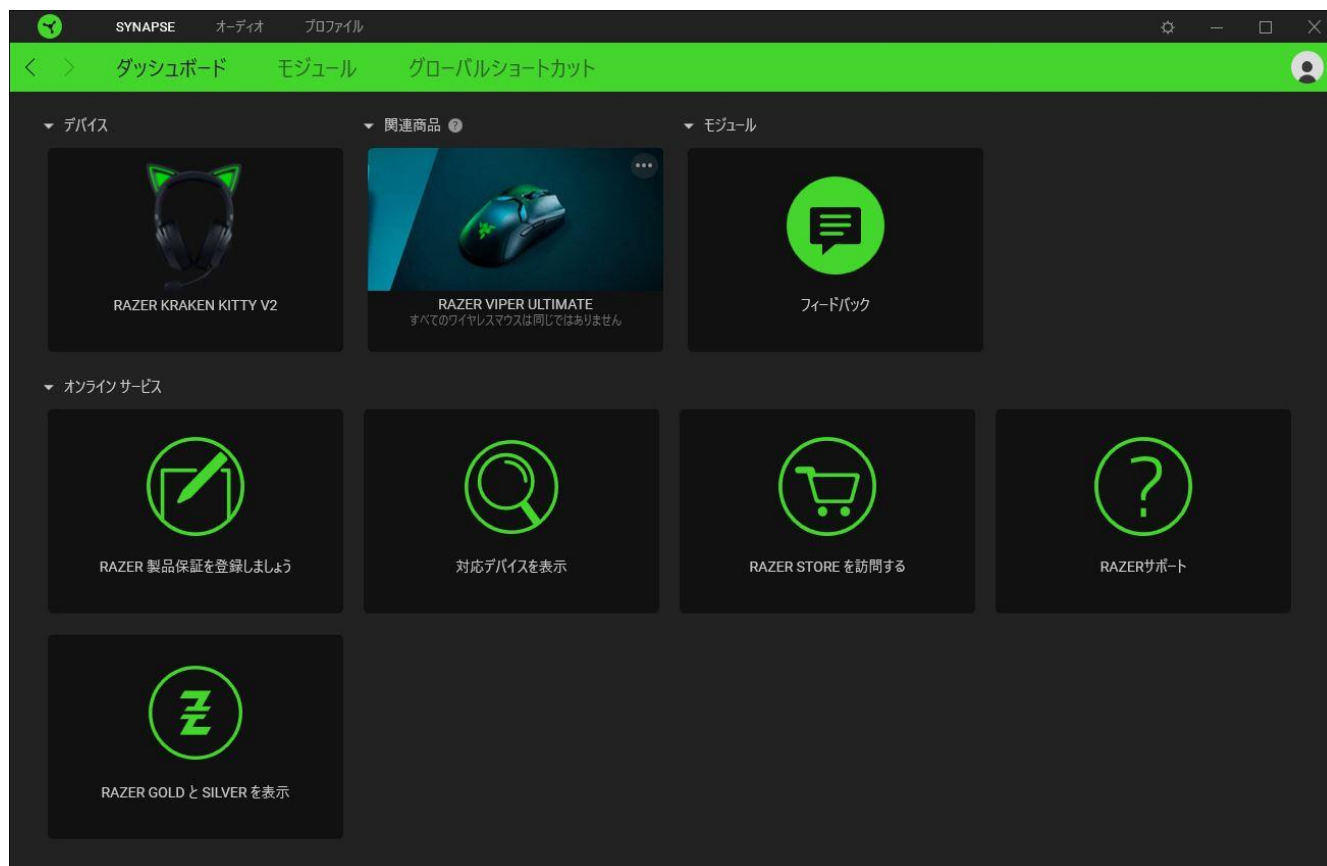 SYNAPSE オーディオ プロファイル
ダッシュボード モジュール グローバルショートカット
デバイス
関連商品 ?
モジュール
RAZER KRAKEN KITTY V2
RAZER VIPER ULTIMATE
すべてのワイヤレスマウスは同じではありません
フィードバック
オンライン サービス
RAZER 製品保証を登録しましょう
対応デバイスを表示
RAZER STORE を訪問する
RAZERサポート
RAZER GOLD と SILVER を表示